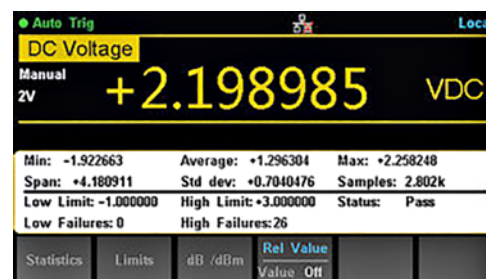 Auto Trig Loca
DC Voltage
Manual
2V +2.198985 VDC
Min: -1.922663 Average: +1.296304 Max: +2.258248
Span: +4.180911 Std dev: +0.7040476 Samples: 2.802k
Low Limit: -1.000000 High Limit: +3.000000 Status: Pass
Low Failures: 0 High Failures: 26
Statistics Limits dB /dBm Rel Value
Value Off